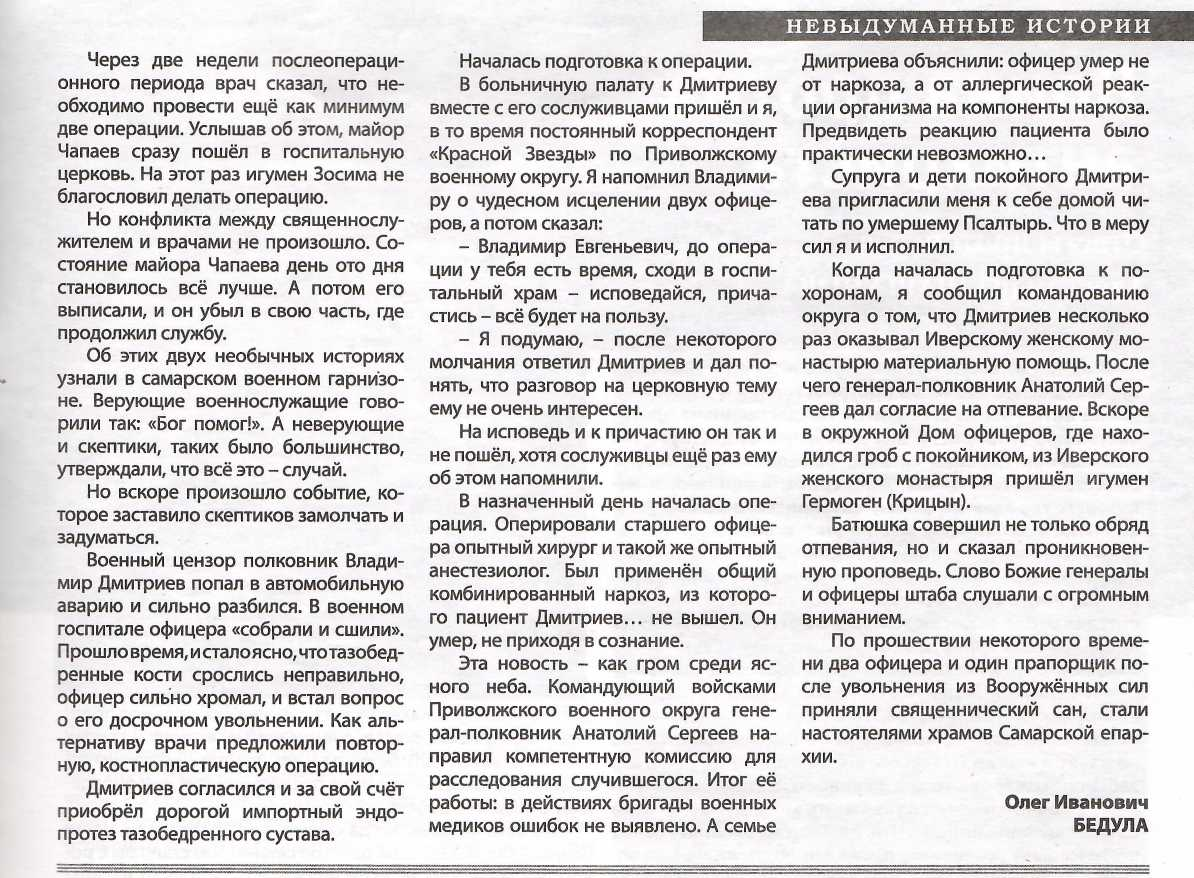 НЕВЫДУМАННЫЕ ИСТОРИИ
Через две недели послеопераци-
онного периода врач сказал, что не-
обходимо провести ещё как минимум
две операции. Услышав об этом, майор
Чапаев сразу пошёл в госпитальную
церковь. На этот раз игумен Зосима не
благословил делать операцию.
Но конфликта между священнослу-
жителем и врачами не произошло. Со-
стояние майора Чапаева день ото дня
становилось всё лучше. А потом его
выписали, и он убыл в свою часть, где
продолжил службу.
Об этих двух необычных историях
узнали в самарском военном гарнизо-
не. Верующие военнослужащие гово-
рили так: «Бог помог!». А неверующие
и скептики, таких было большинство,
утверждали, что всё это – случай.
Но вскоре произошло событие, ко-
торое заставило скептиков замолчать и
задуматься.
Военный цензор полковник Влади-
мир Дмитриев попал в автомобильную
аварию и сильно разбился. В военном
госпитале офицера «собрали и сшили».
Прошло время, и стало ясно, что тазобед-
ренные кости срослись неправильно,
офицер сильно хромал, и встал вопрос
о его досрочном увольнении. Как аль-
тернативу врачи предложили повтор-
ную, костнопластическую операцию.
Дмитриев согласился и за свой счёт
приобрёл дорогой импортный эндо-
протез тазобедренного сустава.
Началась подготовка к операции.
В больничную палату к Дмитриеву
вместе с его сослуживцами пришёл и я,
в то время постоянный корреспондент
«Красной Звезды» по Приволжскому
военному округу. Я напомнил Владими-
ру о чудесном исцелении двух офице-
ров, а потом сказал:
– Владимир Евгеньевич, до опера-
ции у тебя есть время, сходи в госпи-
тальный храм – исповедайся, прича-
стись – всё будет на пользу.
– Я подумаю, – после некоторого
молчания ответил Дмитриев и дал по-
нять, что разговор на церковную тему
ему не очень интересен.
На исповедь и к причастию он так и
не пошёл, хотя сослуживцы ещё раз ему
об этом напомнили.
В назначенный день началась опе-
рация. Оперировали старшего офице-
ра опытный хирург и такой же опытный
анестезиолог. Был применён общий
комбинированный наркоз, из которо-
го пациент Дмитриев… не вышел. Он
умер, не приходя в сознание.
Эта новость – как гром среди яс-
ного неба. Командующий войсками
Приволжского военного округа гене-
рал-полковник Анатолий Сергеев на-
правил компетентную комиссию для
расследования случившегося. Итог её
работы: в действиях бригады военных
медиков ошибок не выявлено. А семье
Дмитриева объяснили: офицер умер не
от наркоза, а от аллергической реак-
ции организма на компоненты наркоза.
Предвидеть реакцию пациента было
практически невозможно…
Супруга и дети покойного Дмитри-
ева пригласили меня к себе домой чи-
тать по умершему Псалтырь. Что в меру
сил я и исполнил.
Когда началась подготовка к по-
хоронам, я сообщил командованию
округа о том, что Дмитриев несколько
раз оказывал Иверскому женскому мо-
настырю материальную помощь. После
чего генерал-полковник Анатолий Сер-
геев дал согласие на отпевание. Вскоре
в окружной Дом офицеров, где нахо-
дился гроб с покойником, из Иверского
женского монастыря пришёл игумен
Гермоген (Крицын).
Батюшка совершил не только обряд
отпевания, но и сказал проникновен-
ную проповедь. Слово Божие генералы
и офицеры штаба слушали с огромным
вниманием.
По прошествии некоторого време-
ни два офицера и один прапорщик по-
сле увольнения из Вооружённых сил
приняли священнический сан, стали
настоятелями храмов Самарской епар-
хии.
Олег Иванович
БЕДУЛА